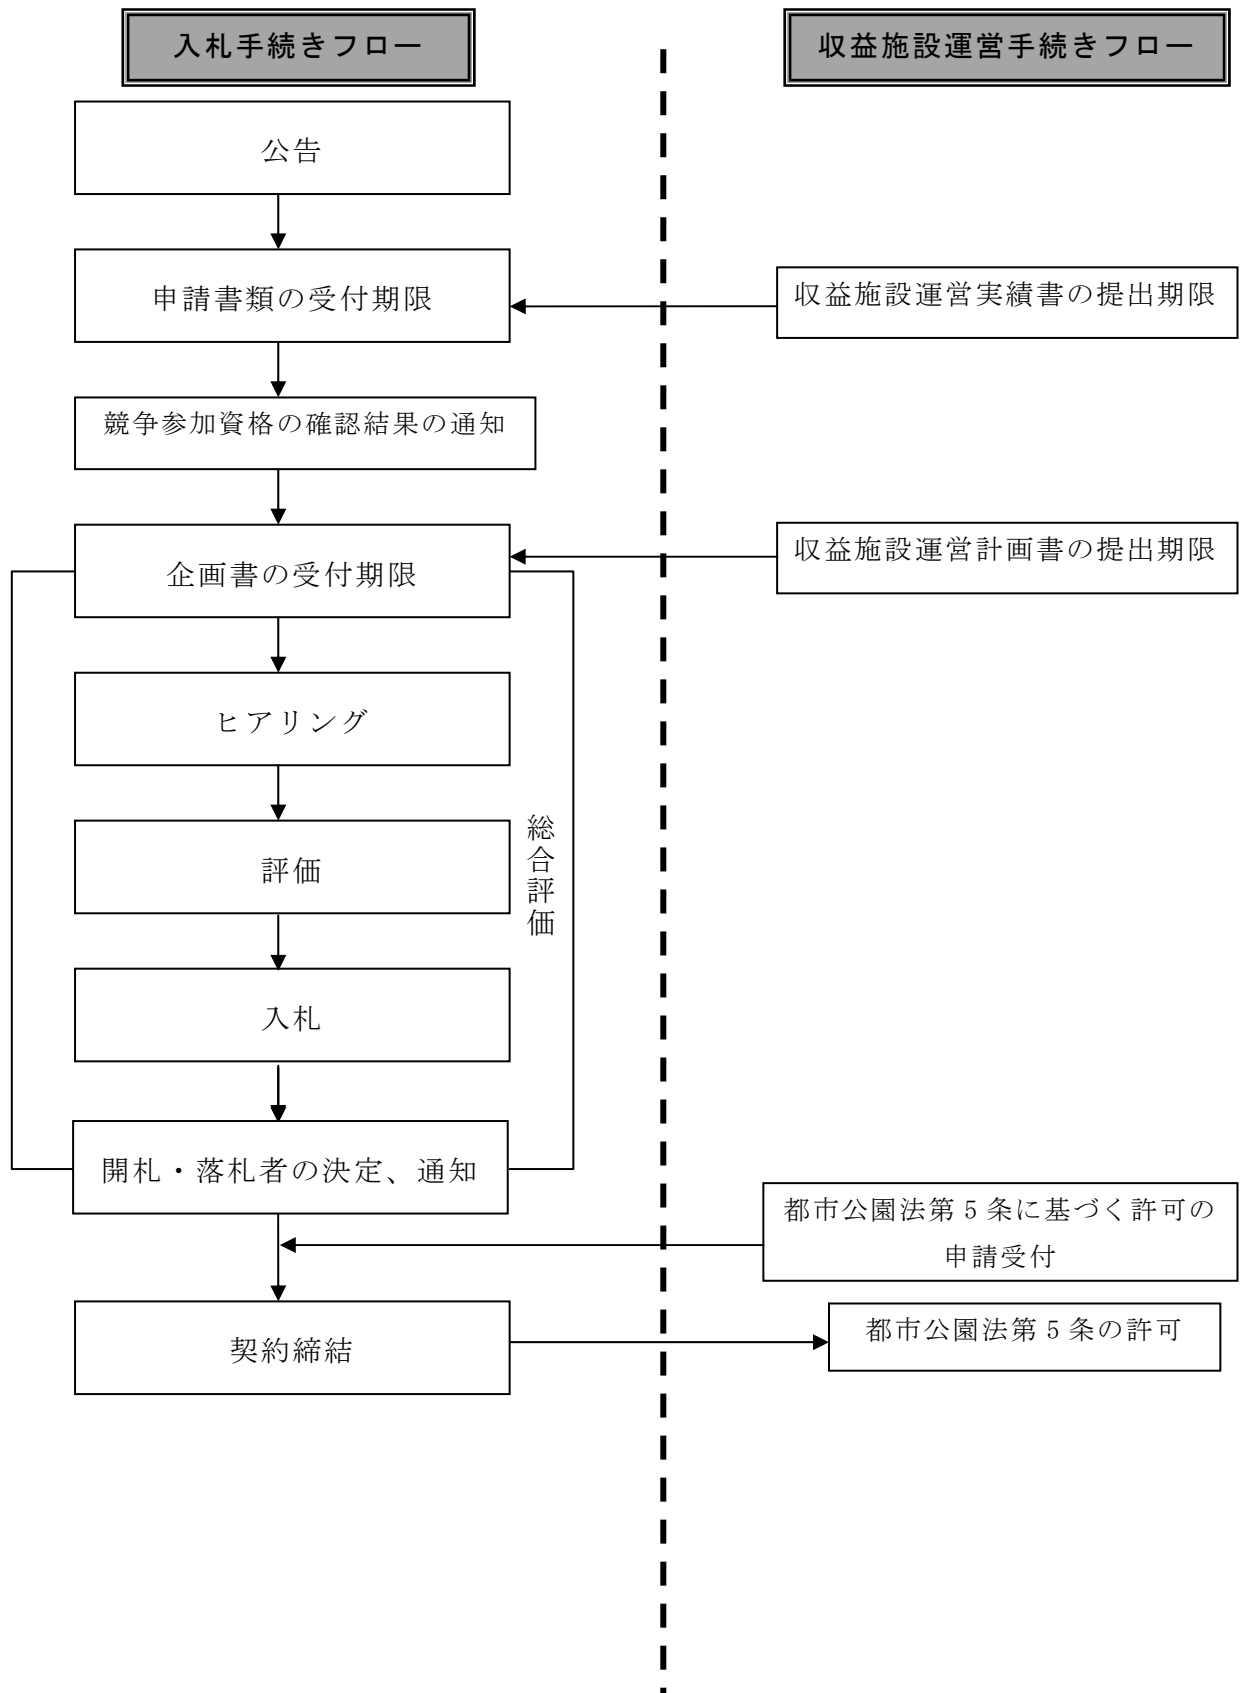 入札手続きフロー
収益施設運営手続きフロー
公告
申請書類の受付期限
収益施設運営実績書の提出期限
競争参加資格の確認結果の通知
企画書の受付期限
収益施設運営計画書の提出期限
ヒアリング
評価
総合評価
入札
開札・落札者の決定、通知
都市公園法第5条に基づく許可の
申請受付
契約締結
都市公園法第5条の許可